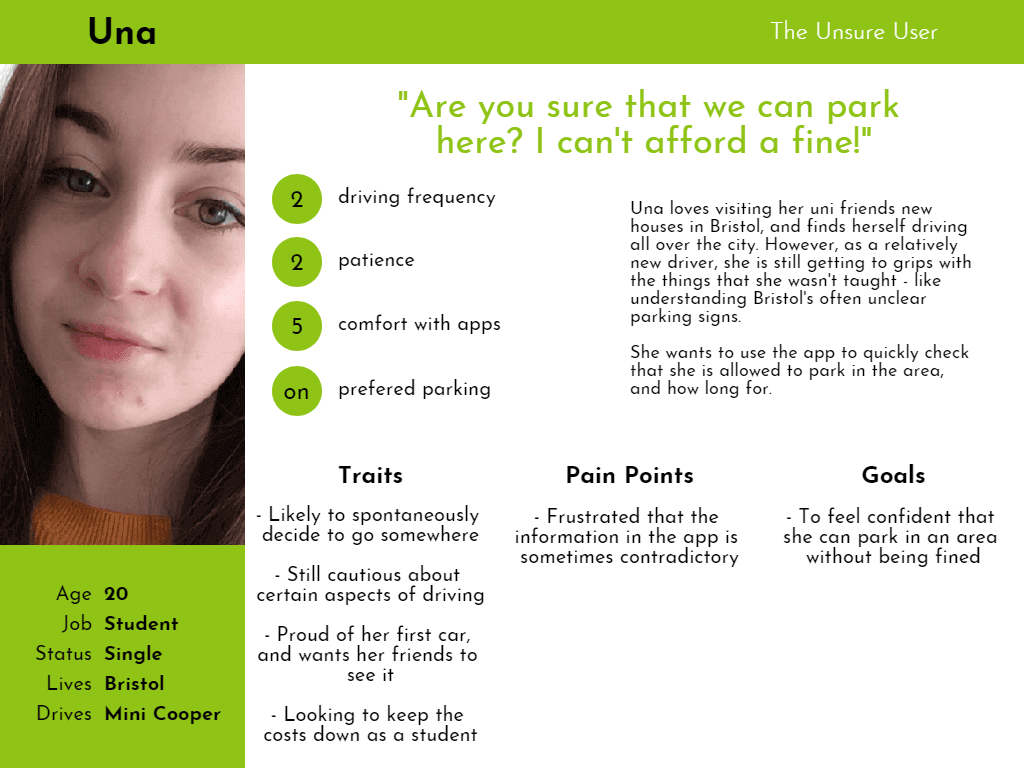 Una
The Unsure User
"Are you sure that we can park
here? I can't afford a fine!"
2 driving frequency
2 patience
5 comfort with apps
on prefered parking
Una loves visiting her uni friends new
houses in Bristol, and finds herself driving
all over the city. However, as a relatively
new driver, she is still getting to grips with
the things that she wasn't taught - like
understanding Bristol's often unclear
parking signs.
She wants to use the app to quickly check
that she is allowed to park in the area,
and how long for.
Traits
- Likely to spontaneously
decide to go somewhere
- Still cautious about
certain aspects of driving
- Proud of her first car,
and wants her friends to
see it
- Looking to keep the
costs down as a student
Pain Points
- Frustrated that the
information in the app is
sometimes contradictory
Goals
- To feel confident that
she can park in an area
without being fined
Age 20
Job Student
Status Single
Lives Bristol
Drives Mini Cooper